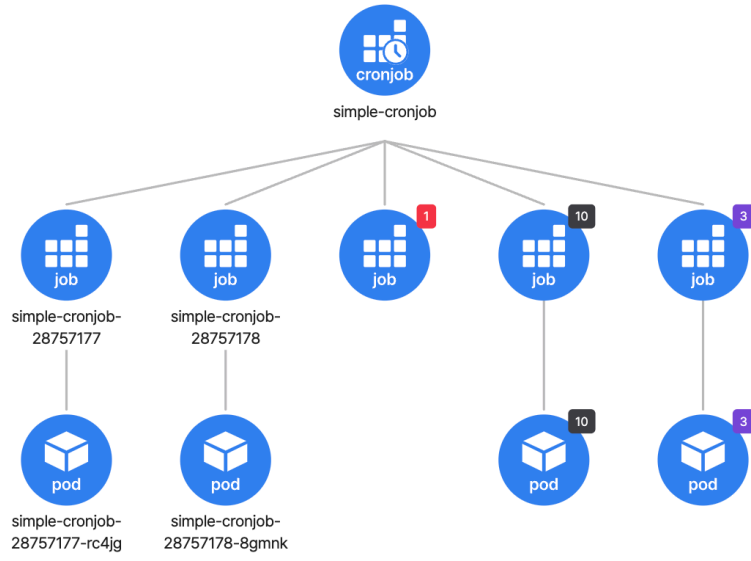 cronjob
simple-cronjob
1
10
3
job
job
job
job
job
simple-cronjob-
28757177
simple-cronjob-
28757178
10
3
pod
pod
pod
pod
simple-cronjob-
28757177-rc4jg
simple-cronjob-
28757178-8gmnk